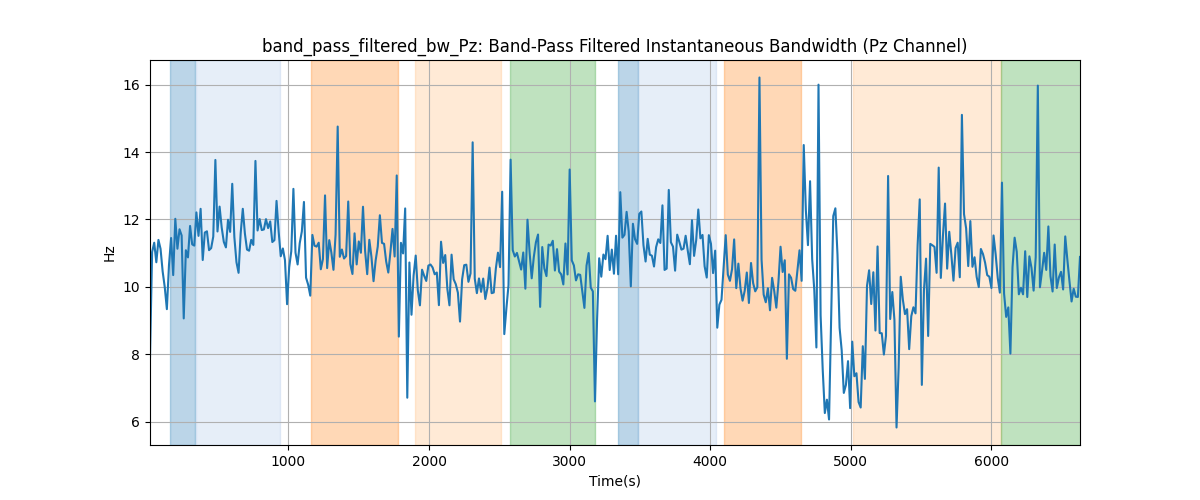 band_pass_filtered_bw_Pz: Band-Pass Filtered Instantaneous Bandwidth (Pz Channel)
Hz
16
14
12
10
8
6
1000 2000 3000 4000 5000 6000
Time(s)